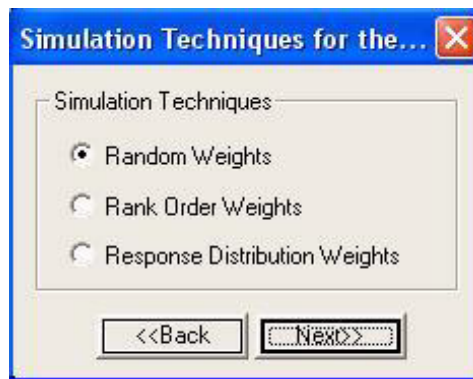 Simulation Techniques for the...
Simulation Techniques
Random Weights
Rank Order Weights
Response Distribution Weights
<<Back
Next>>